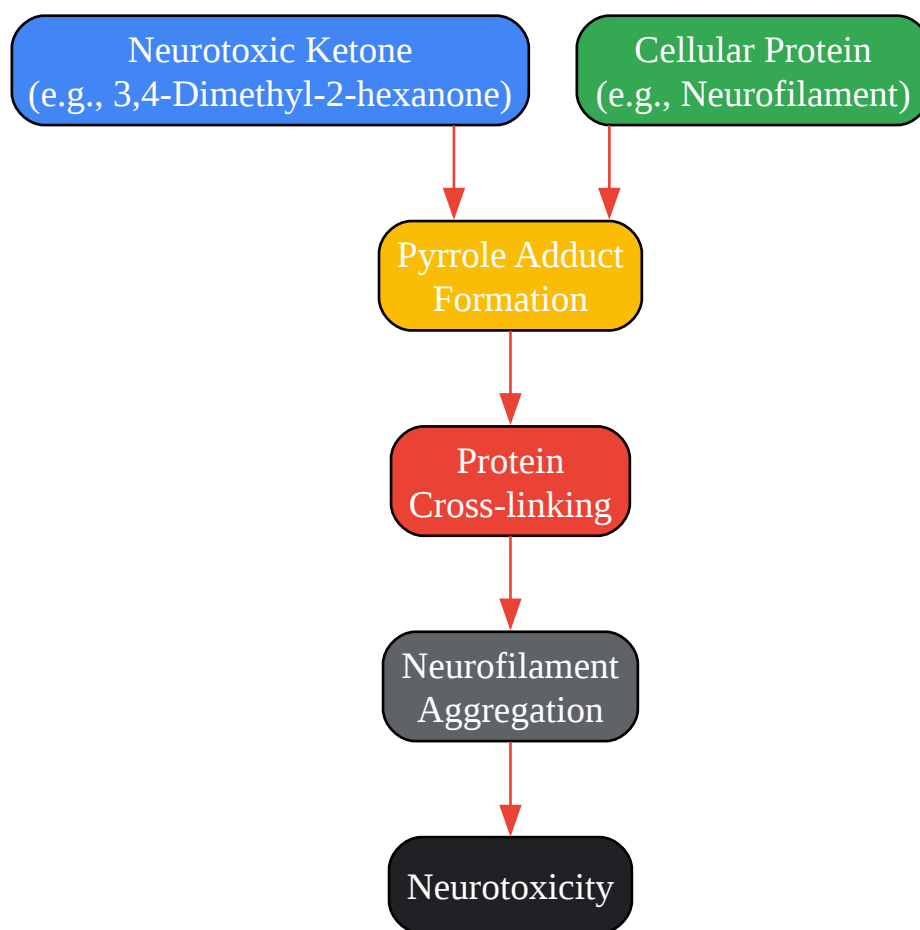 Neurotoxic Ketone
(e.g., 3,4-Dimethyl-2-hexanone)
Cellular Protein
(e.g., Neurofilament)
Pyrrole Adduct
Formation
Protein
Cross-linking
Neurofilament
Aggregation
Neurotoxicity